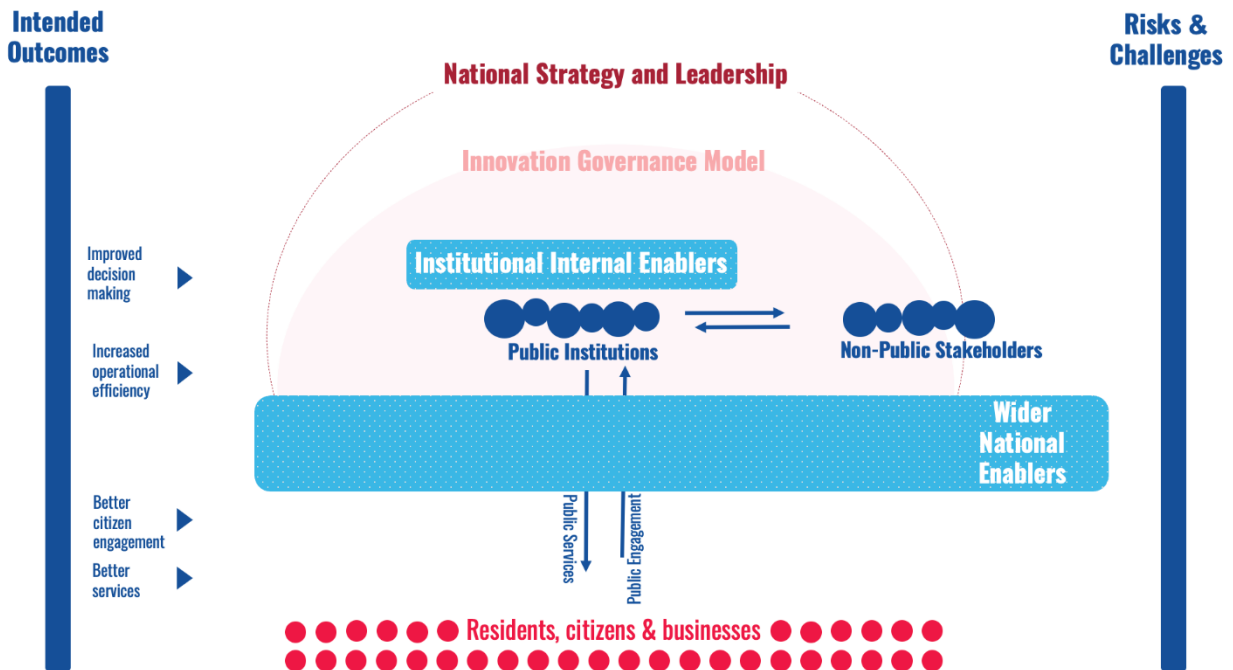 Intended
Outcomes
Risks &
Challenges
National Strategy and Leadership
Innovation Governance Model
Improved
decision
making
Institutional Internal Enablers
Public Institutions
Non-Public Stakeholders
Increased
operational
efficiency
Wider
National
Enablers
Better
citizen
engagement
Better
services
Public Services
Public Engagement
Residents, citizens & businesses